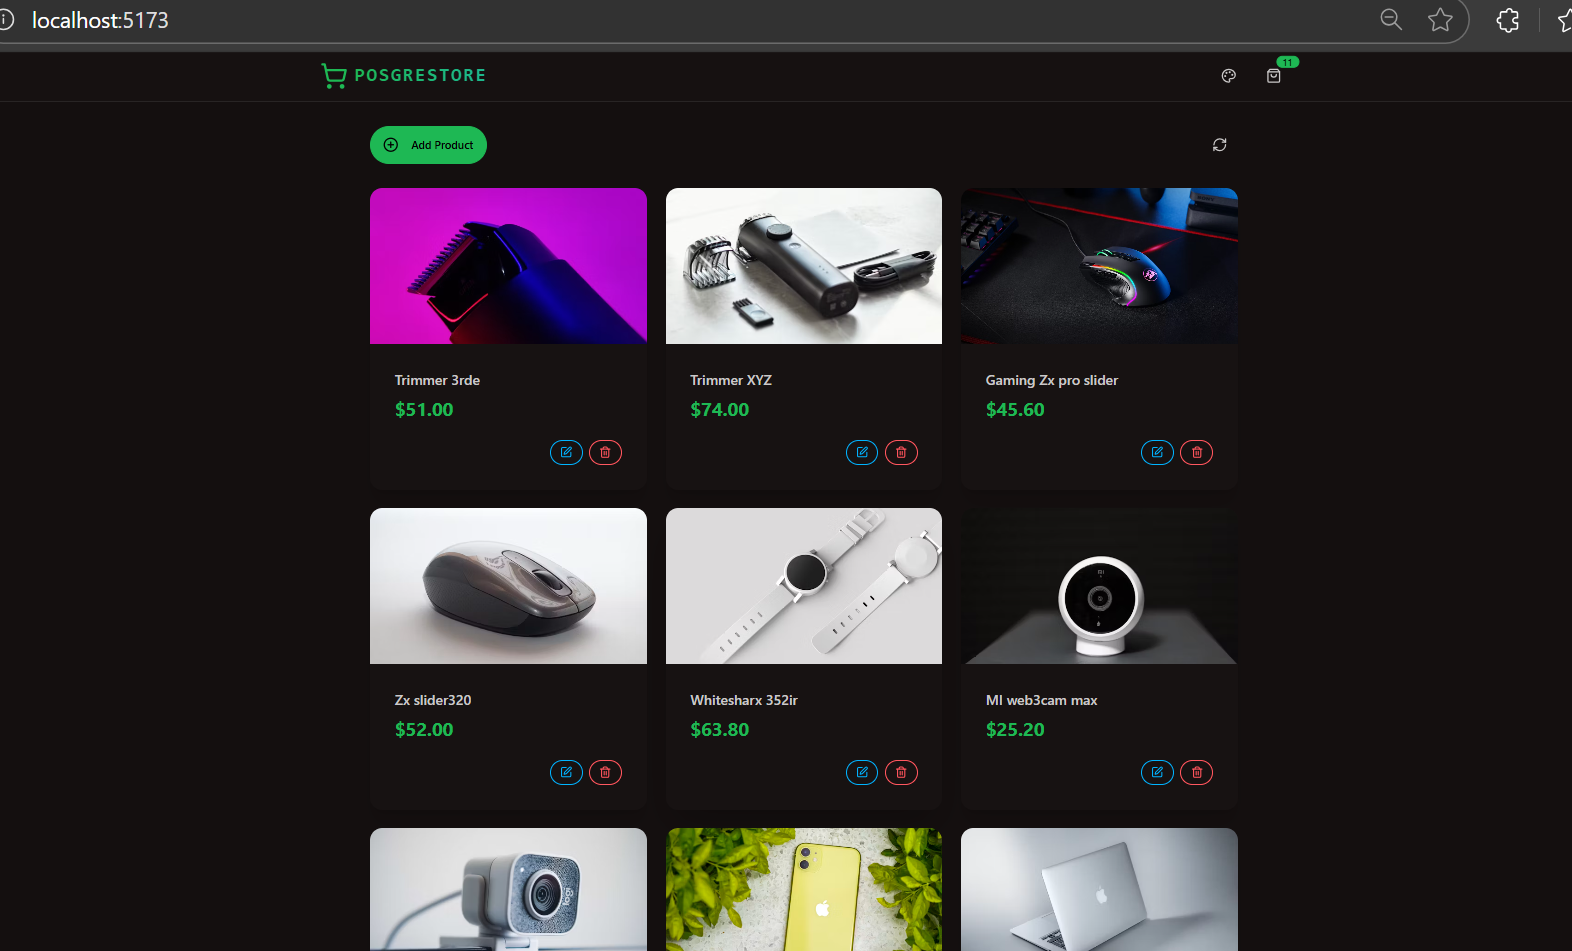 localhost:5173
POSGRESTORE
11
Add Product
Trimmer 3rde
$51.00
Trimmer XYZ
$74.00
Gaming Zx pro slider
$45.60
Zx slider320
$52.00
Whitesharx 352ir
$63.80
MI web3cam max
$25.20
logi